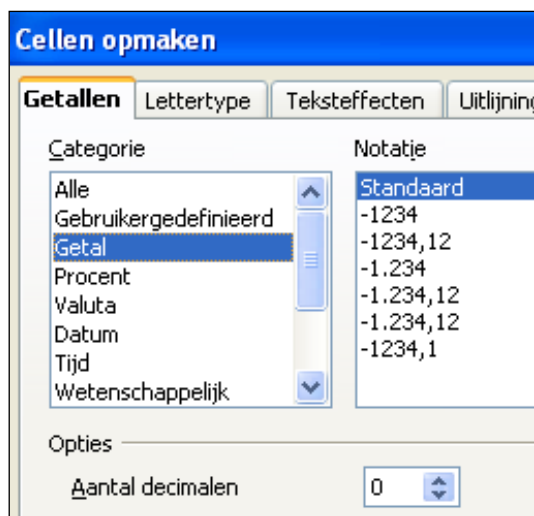 Cellen opmaken
Getallen Lettertype Teksteffecten Uitlijning
Categorie
Alle
Gebruikergedefinieerd
Getal
Procent
Valuta
Datum
Tijd
Wetenschappelijk
Notatie
Standaard
-1234
-1234,12
-1.234
-1.234,12
-1.234,12
-1234,1
Opties
Aantal decimalen 0